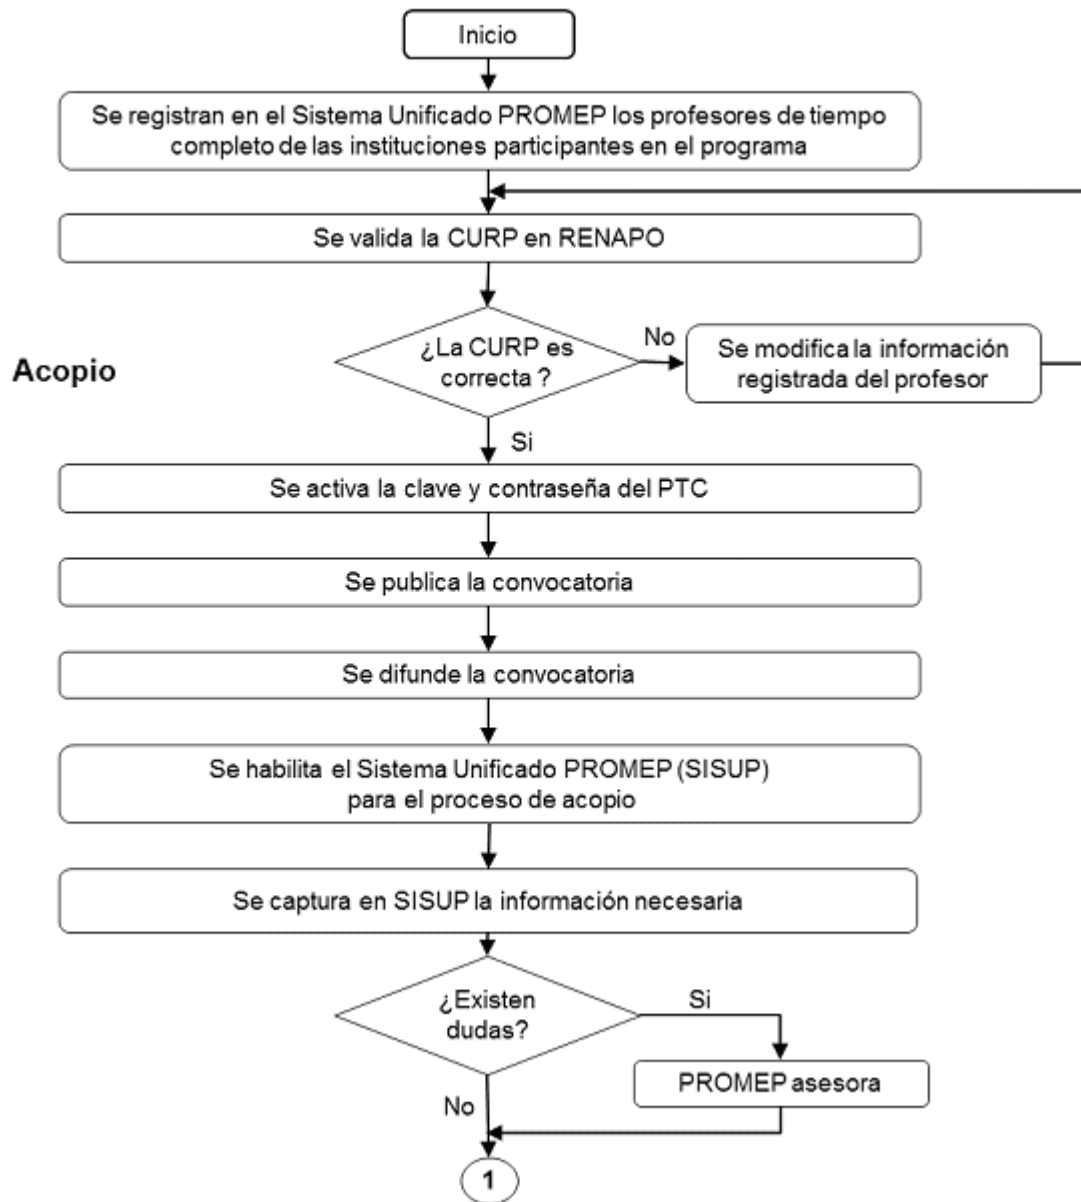 Inicio
Se registran en el Sistema Unificado PROMEP los profesores de tiempo
completo de las instituciones participantes en el programa
Se valida la CURP en RENAPO
¿La CURP es
correcta ?
No
Se modifica la información
registrada del profesor
Acopio
Si
Se activa la clave y contraseña del PTC
Se publica la convocatoria
Se difunde la convocatoria
Se habilita el Sistema Unificado PROMEP (SISUP)
para el proceso de acopio
Se captura en SISUP la información necesaria
¿Existen
dudas?
Si
PROMEP asesora
No
1